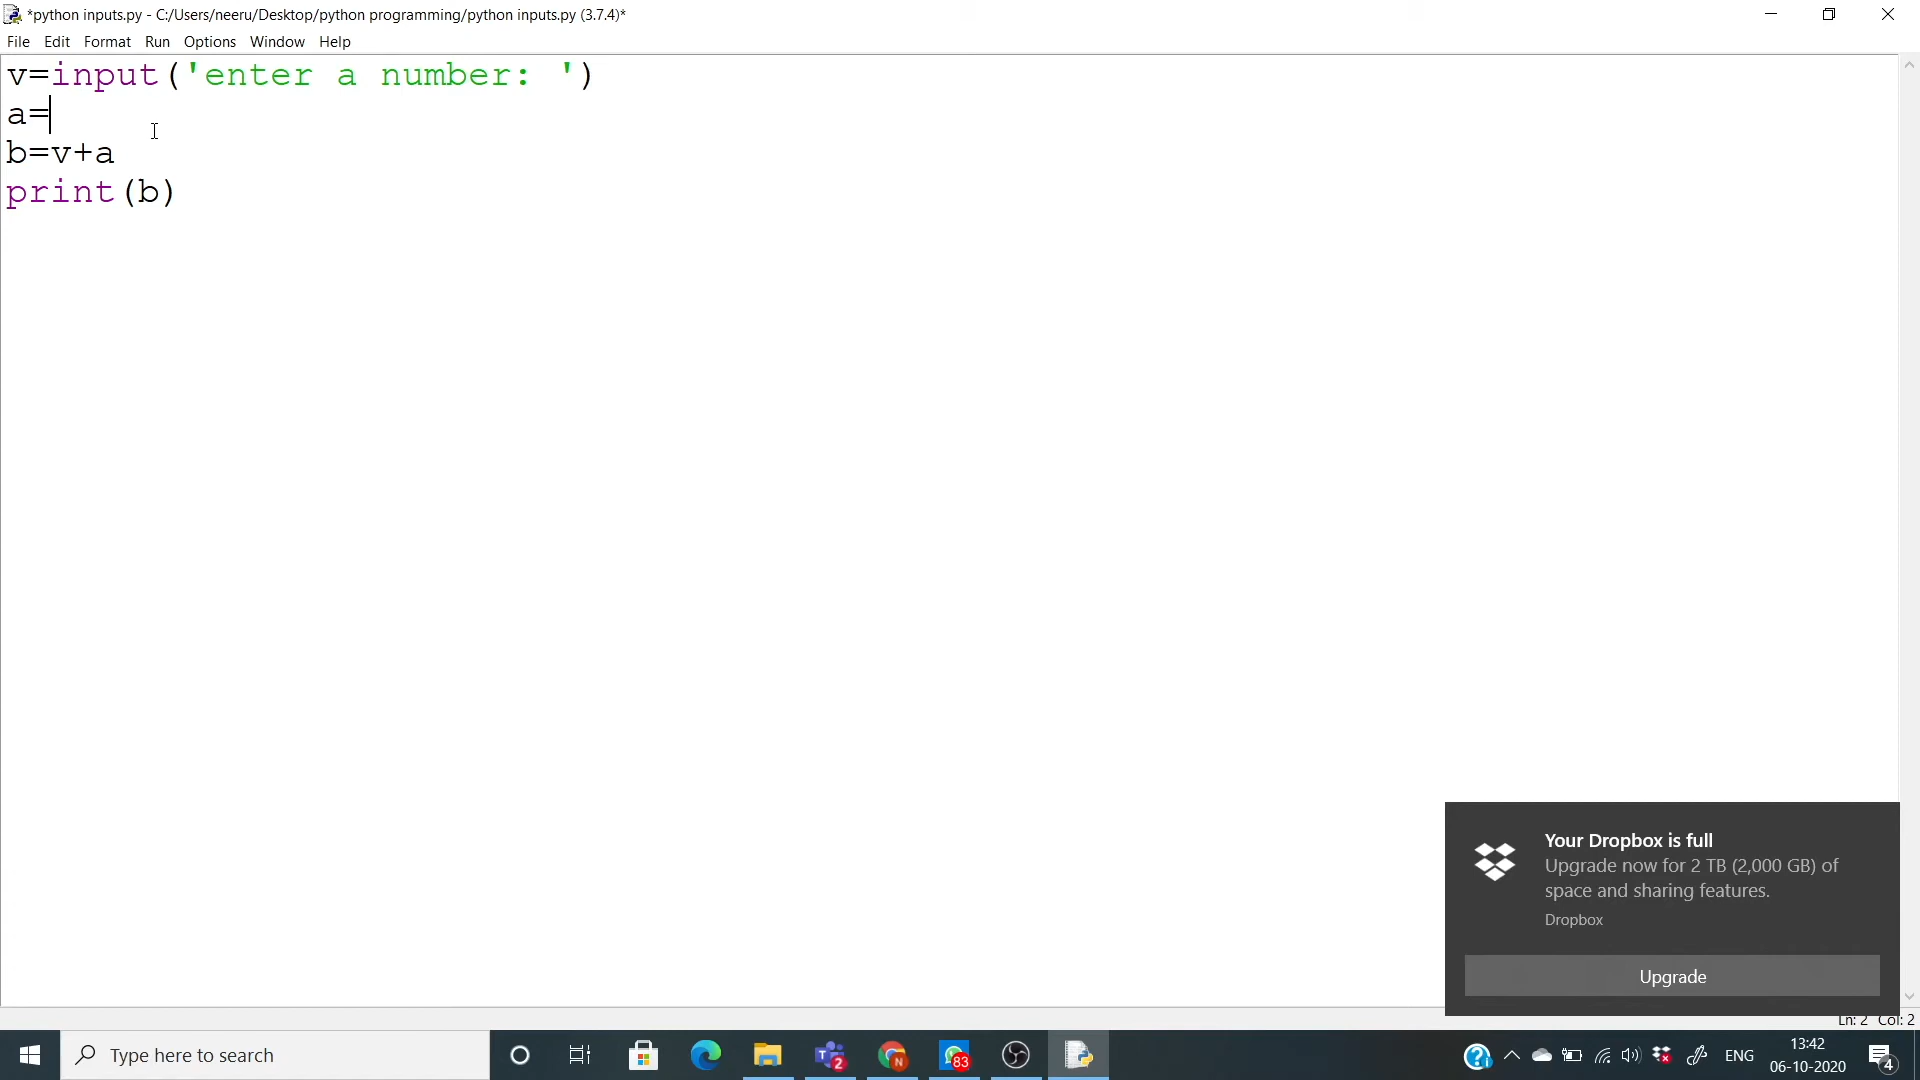 *python inputs.py - C:/Users/neeru/Desktop/python programming/python inputs.py (3.7.4)*
File Edit Format Run Options Window Help
v=input('enter a number: ')
a=
b=v+a
print(b)
Your Dropbox is full
Upgrade now for 2 TB (2,000 GB) of
space and sharing features.
Dropbox
Upgrade
Ln: 2 Col: 2
Type here to search
2
N
83
ENG
13:42
06-10-2020
4